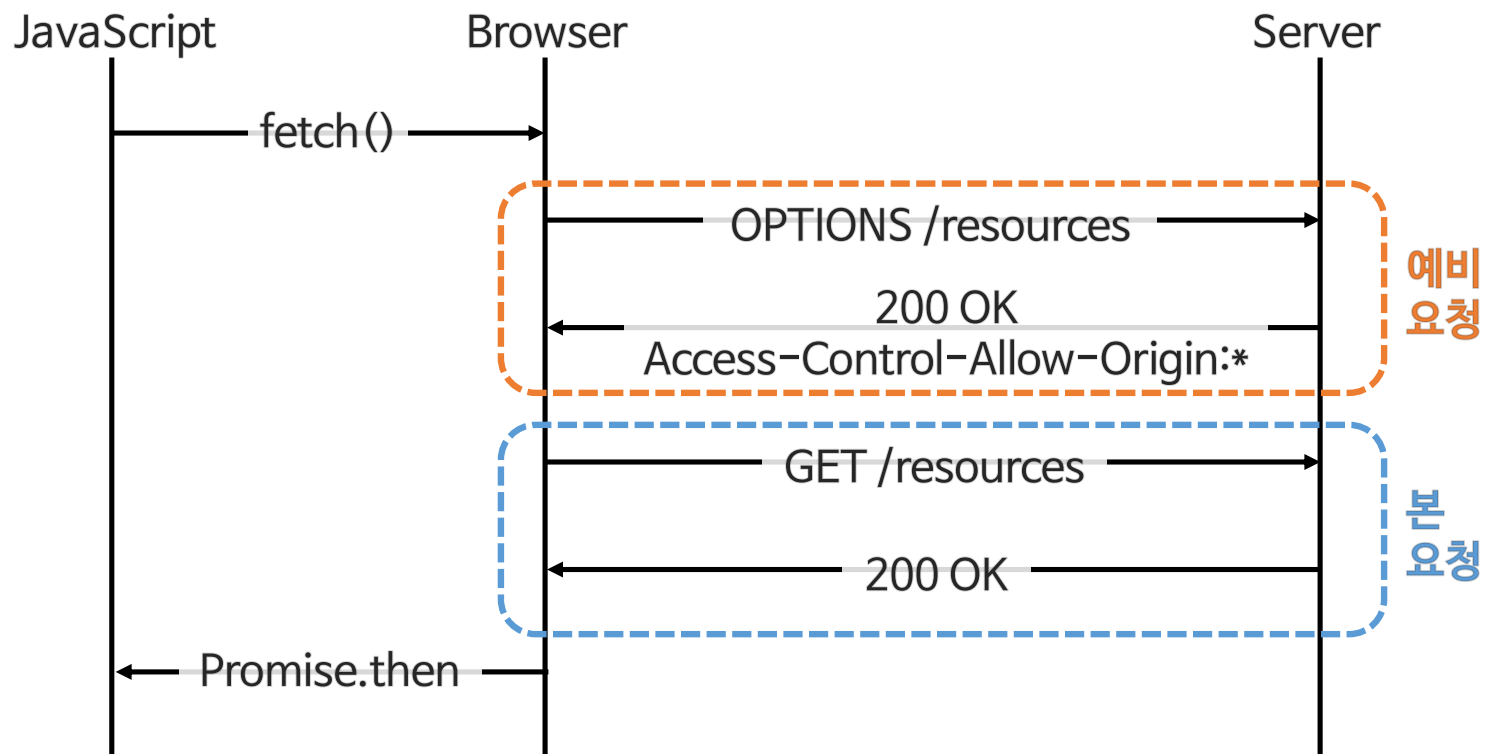 JavaScript
Browser
Server
fetch()
OPTIONS /resources
200 OK
Access-Control-Allow-Origin:*
예비
요청
GET /resources
200 OK
본
요청
Promise.then